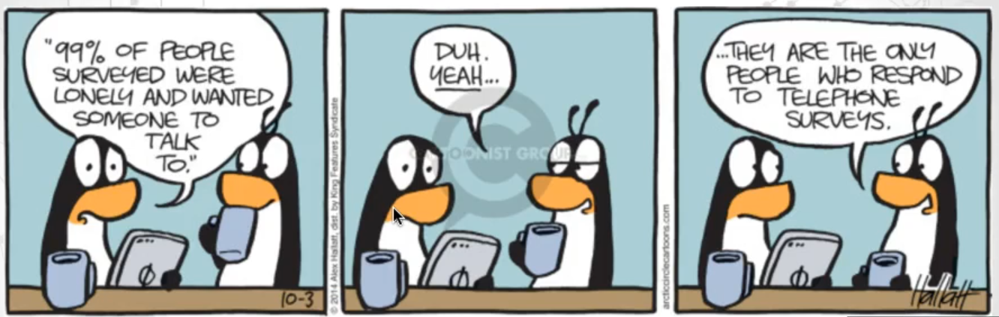 "99% OF PEOPLE
SURVEYED WERE
LONELY AND WANTED
SOMEONE TO
TALK
TO."
10-3
© 2014 Alex Hallatt, dist. by King Features Syndicate
DUH.
YEAH...
CARTOONIST GROUP
arcticcirclecartoons.com
...THEY ARE THE ONLY
PEOPLE WHO RESPOND
TO TELEPHONE
SURVEYS.
Hallatt